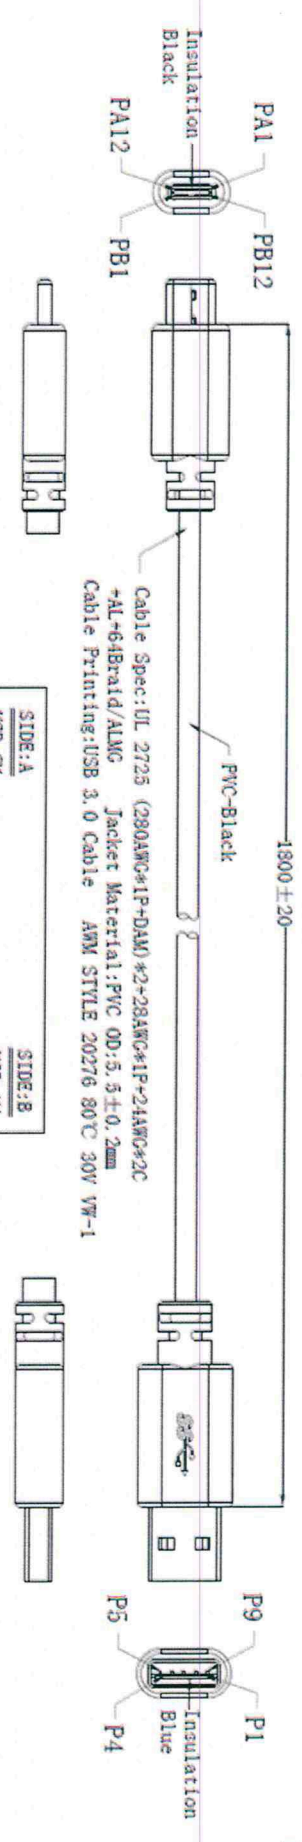 1800±20
PA1
PB12
Insulation
Black
PA12
PB1
PVC-Black
P9
P1
Insulation
Blue
P5
P4
Cable Spec:UL 2725 (28OAWG*1P+DAM)*2+28AWG*1P+24AWG*2C
+AL+64Braid/ALMG Jacket Material:PVC OD:5.5±0.2mm
Cable Printing:USB 3.0 Cable AWM STYLE 20276 80℃ 30V VW-1
SIDE:A
SIDE:B